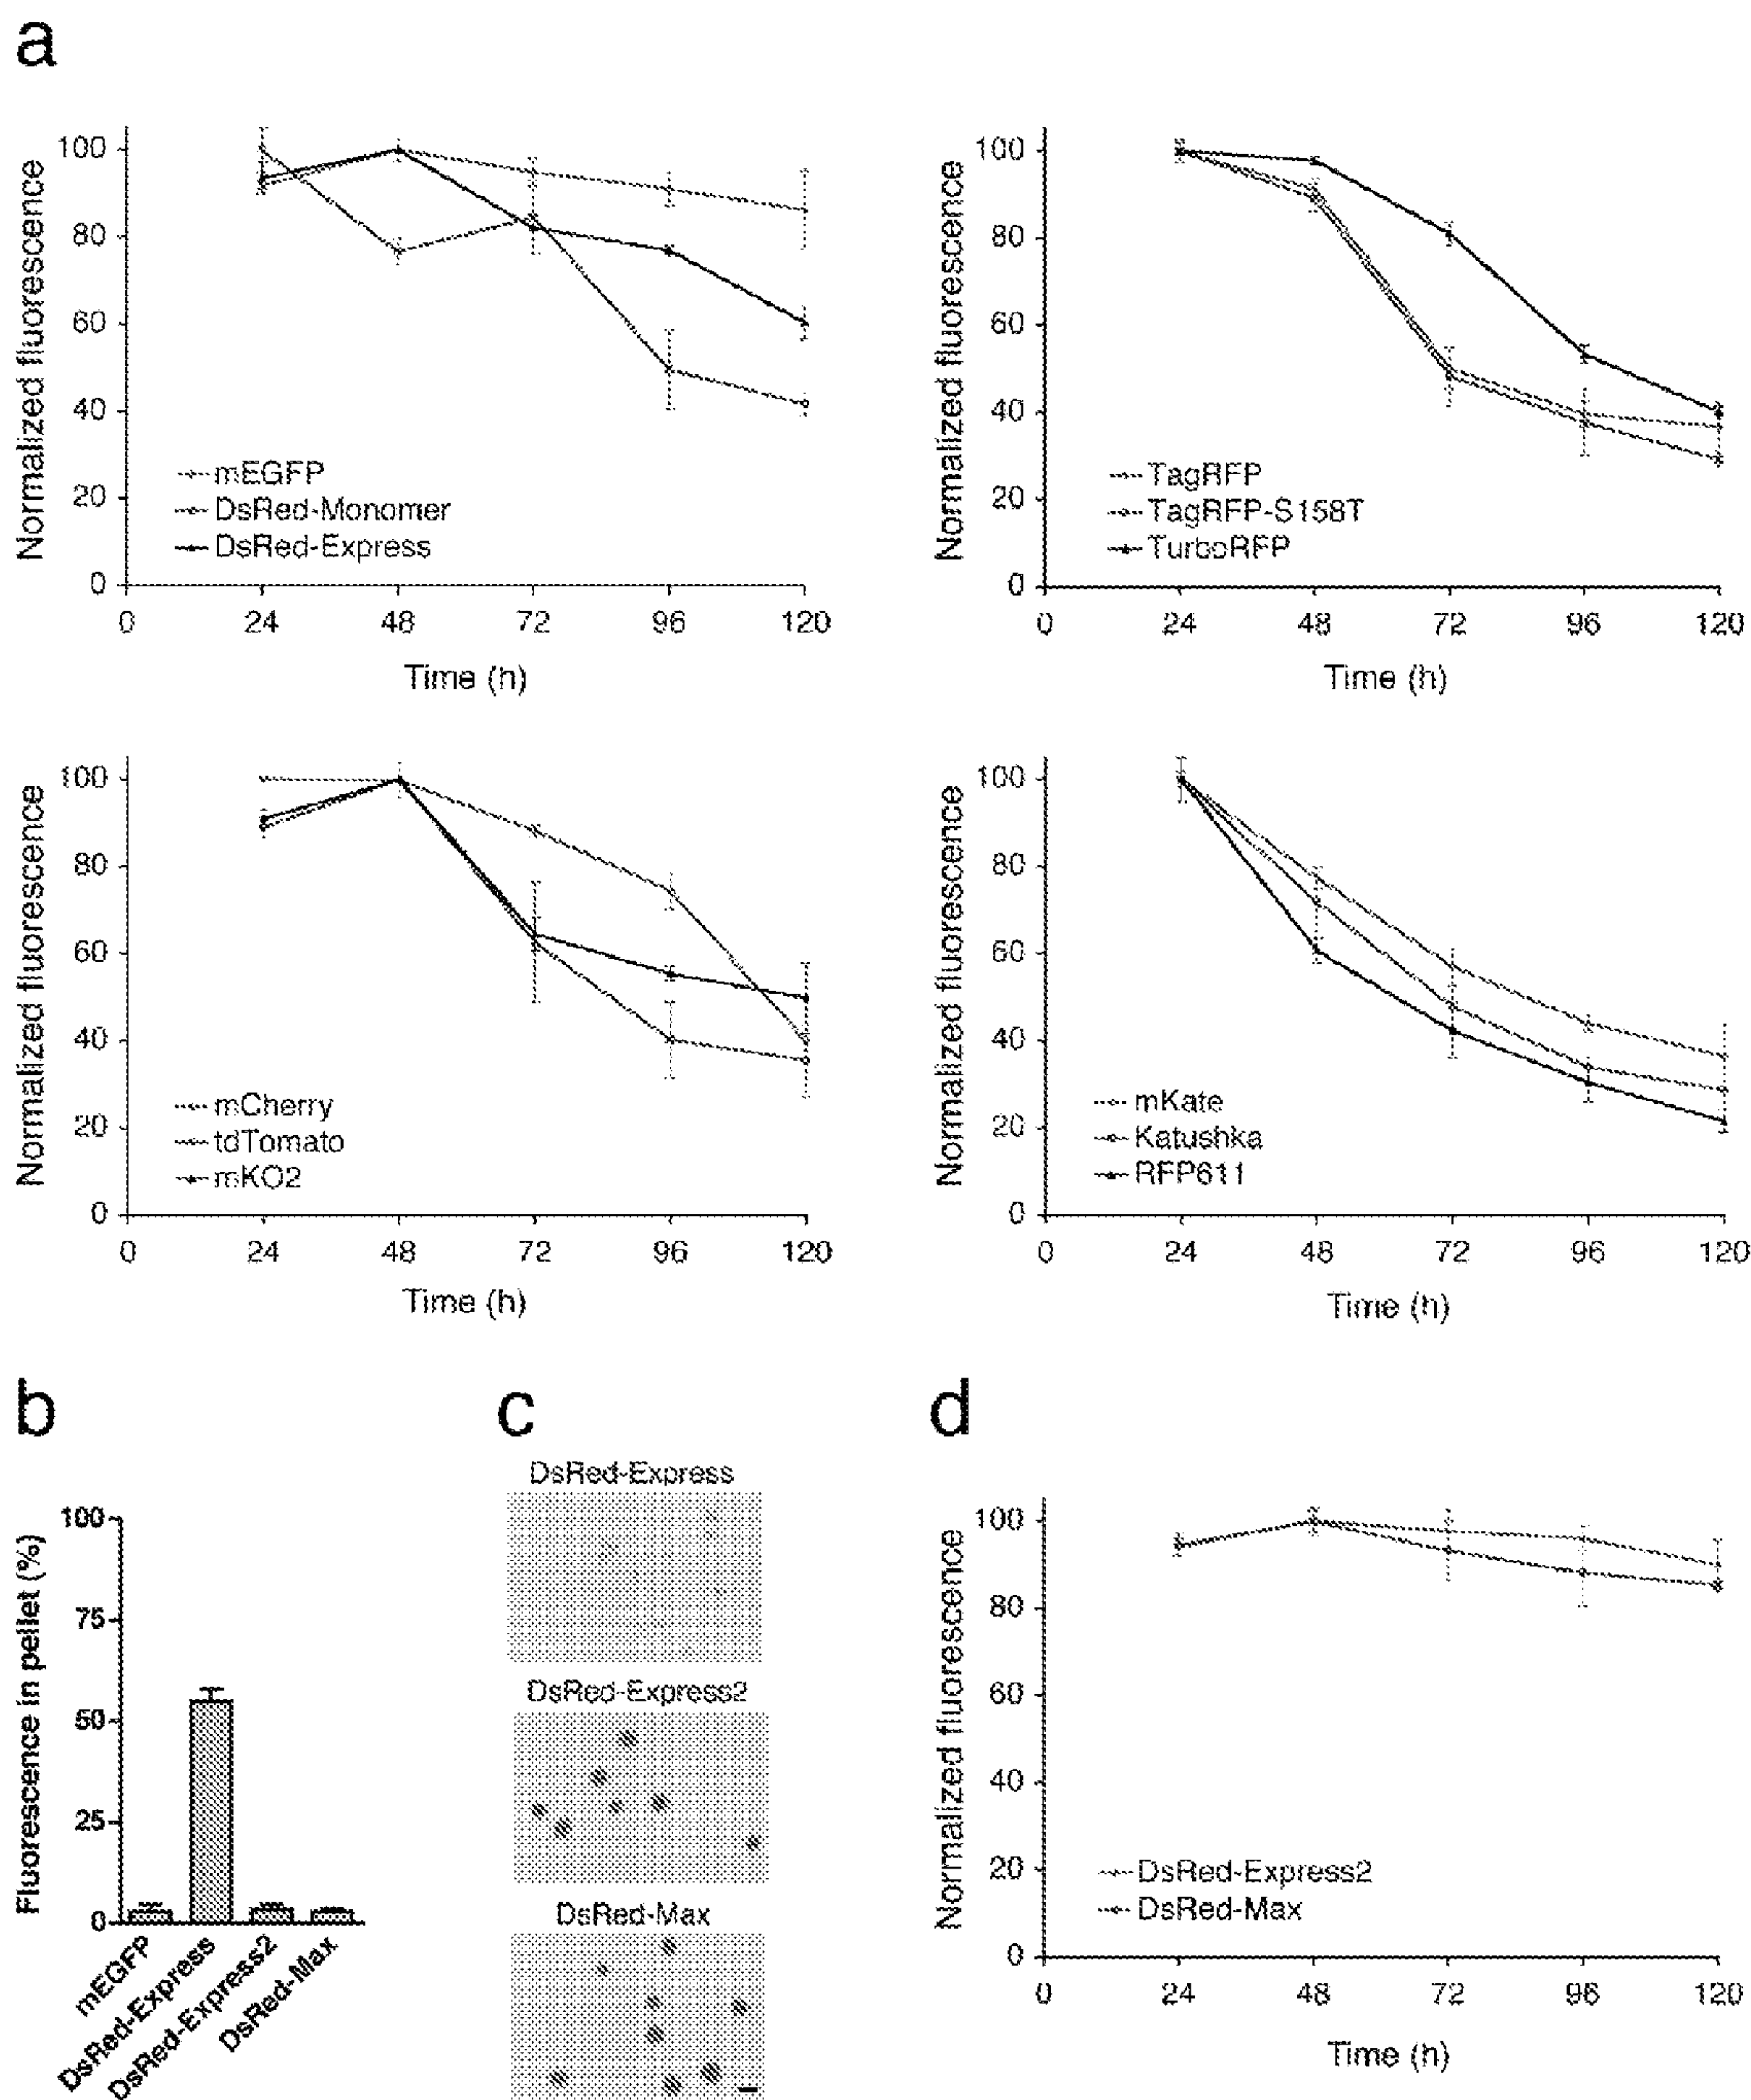 a
Normalized fluorescence
100
80
60
40
20
0
mEGFP
DsRed-Monomer
DsRed-Express
0 24 48 72 96 120
Time (h)
Normalized fluorescence
100
80
60
40
20
0
TagRFP
TagRFP-S158T
TurboRFP
0 24 48 72 96 120
Time (h)
Normalized fluorescence
100
80
60
40
20
0
mCherry
tdTomato
mKO2
0 24 48 72 96 120
Time (h)
Normalized fluorescence
100
80
60
40
20
0
mKate
Katushka
RFP611
0 24 48 72 96 120
Time (h)
b
Fluorescence in pellet (%)
100
75
50
25
0
mEGFP
DsRed-Express
DsRed-Express2
DsRed-Max
c
DsRed-Express
DsRed-Express2
DsRed-Max
d
Normalized fluorescence
100
80
60
40
20
0
DsRed-Express2
DsRed-Max
0 24 48 72 96 120
Time (h)